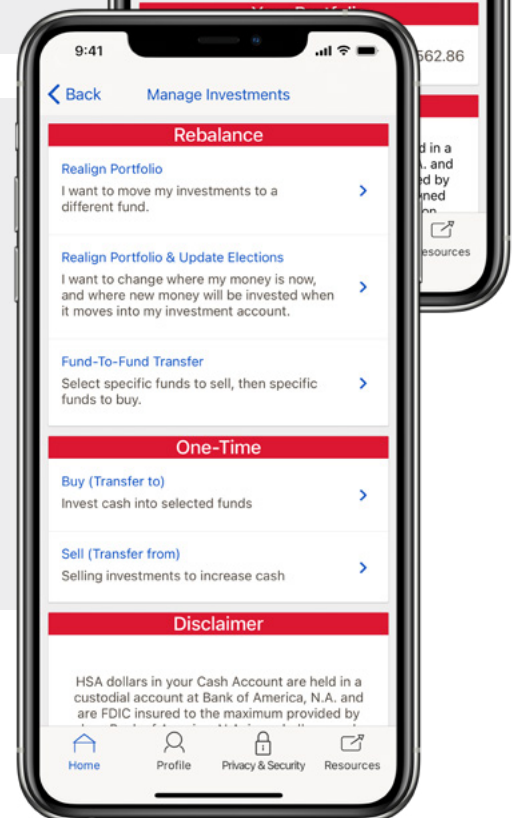 9:41
Back
Manage Investments
Rebalance
Realign Portfolio
I want to move my investments to a
different fund.
Realign Portfolio & Update Elections
I want to change where my money is now,
and where new money will be invested when
it moves into my investment account.
Fund-To-Fund Transfer
Select specific funds to sell, then specific
funds to buy.
One-Time
Buy (Transfer to)
Invest cash into selected funds
Sell (Transfer from)
Selling investments to increase cash
Disclaimer
HSA dollars in your Cash Account are held in a
custodial account at Bank of America, N.A. and
are FDIC insured to the maximum provided by
Home
Profile
Privacy & Security
Resources
562.86
d in a
. and
ed by